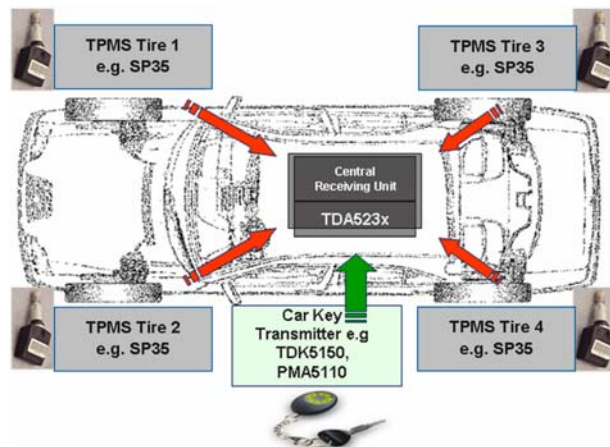 TPMS Tire 1
e.g. SP35
TPMS Tire 3
e.g. SP35
Central
Receiving Unit
TDA523x
TPMS Tire 2
e.g. SP35
Car Key
Transmitter e.g
TDK5150,
PMA5110
TPMS Tire 4
e.g. SP35